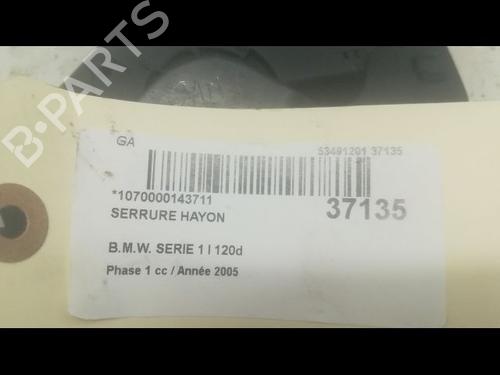 B-PARTS
GA
53491201 37135
*1070000143711
SERRURE HAYON
37135
B.M.W. SERIE 1 I 120d
Phase 1 cc / Année 2005